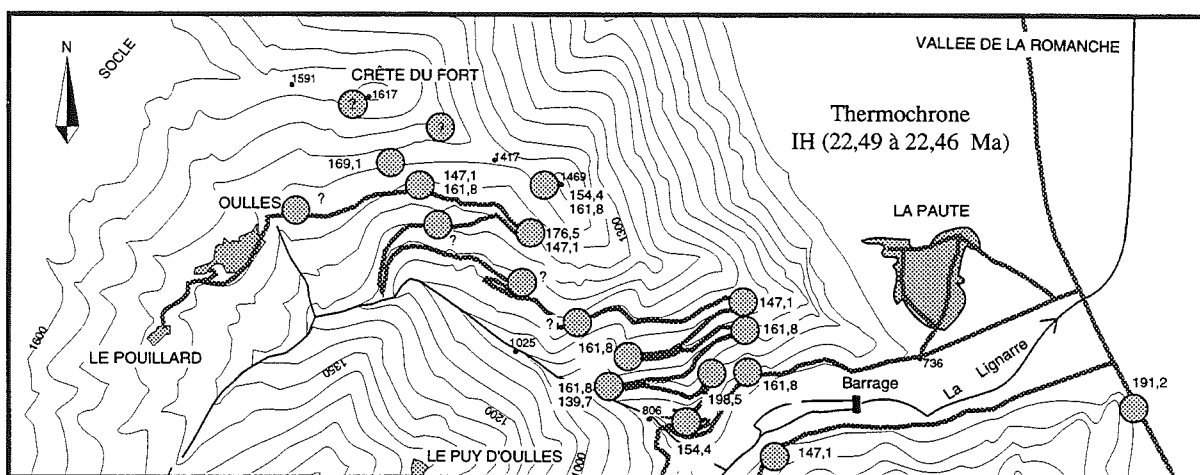 VALLEE DE LA ROMANCHE
N
SOCLE
1591
CRÊTE DU FORT
1617
?
?
Thermochrone
IH (22,49 à 22,46 Ma)
169,1
1417
1469
147,1
161,8
154,4
161,8
OULLES
?
LA PAUTE
176,5
147,1
1300
?
?
147,1
?
161,8
161,8
1600
LE POUILLARD
1025
1350
736
161,8
161,8
139,7
198,5
Barrage
La Lignarre
191,2
1200
806
154,4
LE PUY D'OULLES
1000
147,1